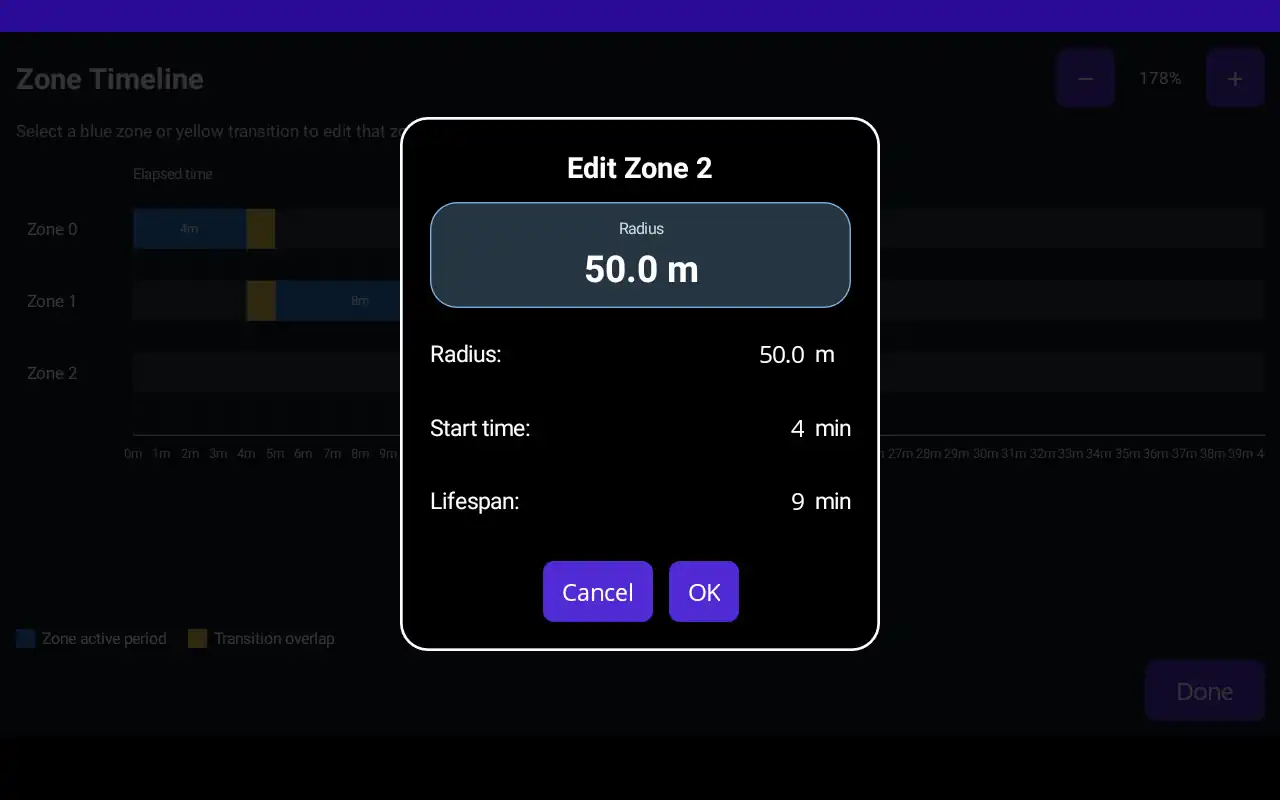 Zone Timeline
− 178% +
Select a blue zone or yellow transition to edit that
Elapsed time
Zone 0 4m
Zone 1 8m
Zone 2
0m 1m 2m 3m 4m 5m 6m 7m 8m 9m 27m 28m 29m 30m 31m 32m 33m 34m 35m 36m 37m 38m 39m 4
Edit Zone 2
Radius
50.0 m
Radius: 50.0 m
Start time: 4 min
Lifespan: 9 min
Cancel OK
Zone active period Transition overlap
Done